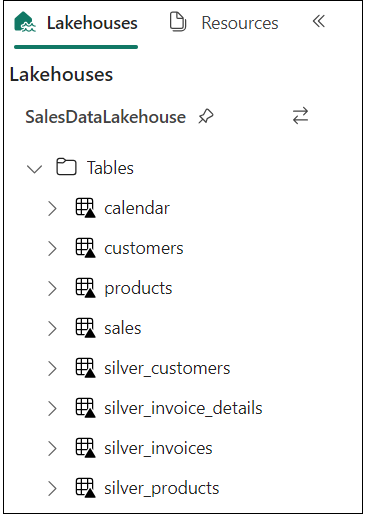 Lakehouses Resources
Lakehouses
SalesDataLakehouse
Tables
calendar
customers
products
sales
silver_customers
silver_invoice_details
silver_invoices
silver_products